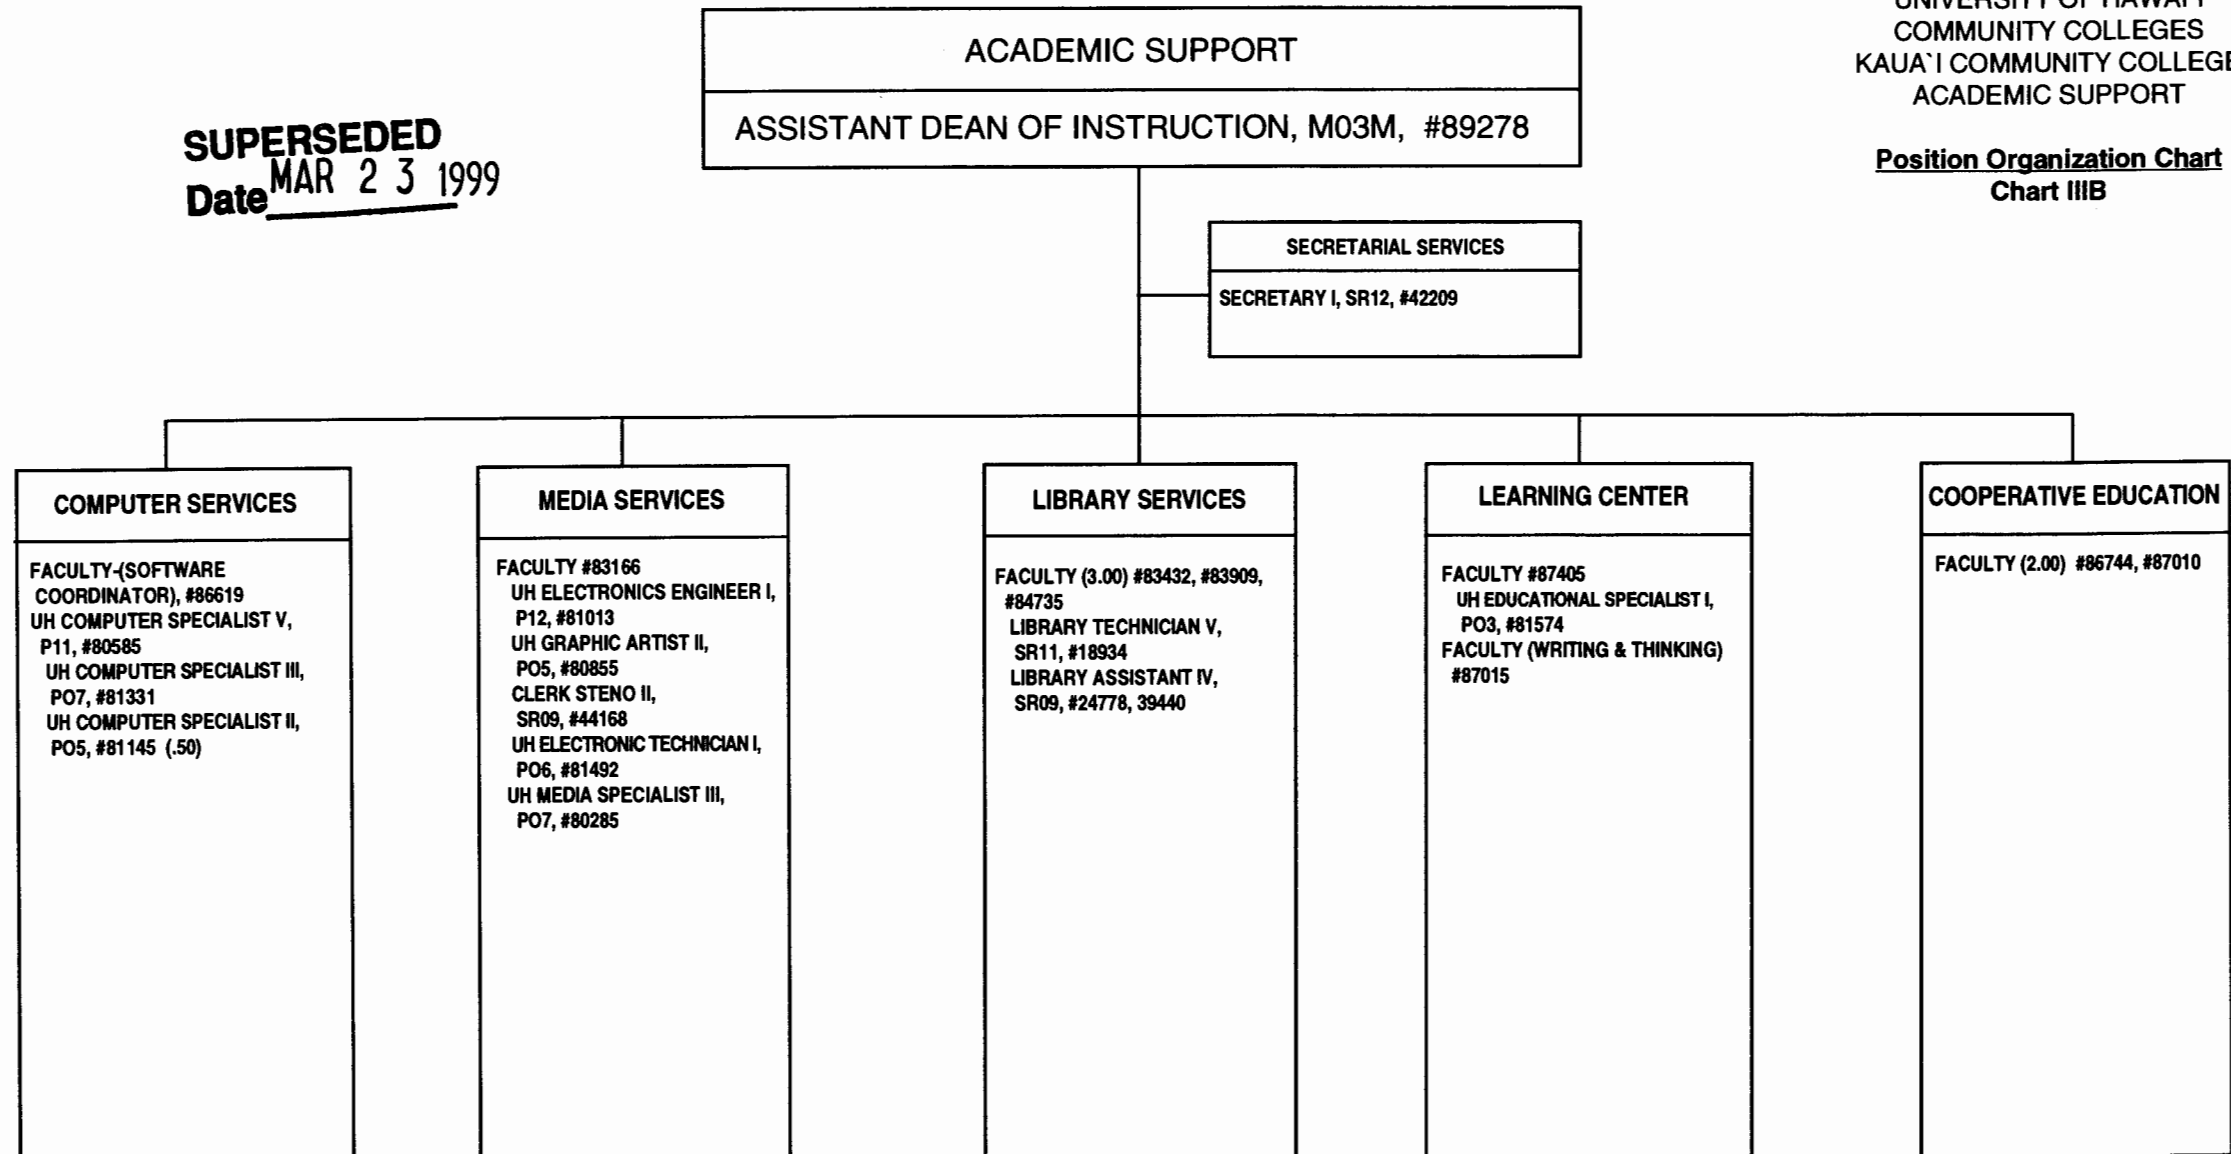 UNIVERSITY OF HAWAI'I
COMMUNITY COLLEGES
KAUA`I COMMUNITY COLLEGE
ACADEMIC SUPPORT
Position Organization Chart
Chart IIIB
SUPERSEDED
Date MAR 23 1999
ACADEMIC SUPPORT
ASSISTANT DEAN OF INSTRUCTION, M03M, #89278
SECRETARIAL SERVICES
SECRETARY I, SR12, #42209
COMPUTER SERVICES
FACULTY-(SOFTWARE
COORDINATOR), #86619
UH COMPUTER SPECIALIST V,
P11, #80585
UH COMPUTER SPECIALIST III,
PO7, #81331
UH COMPUTER SPECIALIST II,
PO5, #81145 (.50)
MEDIA SERVICES
FACULTY #83166
UH ELECTRONICS ENGINEER I,
P12, #81013
UH GRAPHIC ARTIST II,
PO5, #80855
CLERK STENO II,
SR09, #44168
UH ELECTRONIC TECHNICIAN I,
PO6, #81492
UH MEDIA SPECIALIST III,
PO7, #80285
LIBRARY SERVICES
FACULTY (3.00) #83432, #83909,
#84735
LIBRARY TECHNICIAN V,
SR11, #18934
LIBRARY ASSISTANT IV,
SR09, #24778, 39440
LEARNING CENTER
FACULTY #87405
UH EDUCATIONAL SPECIALIST I,
PO3, #81574
FACULTY (WRITING & THINKING)
#87015
COOPERATIVE EDUCATION
FACULTY (2.00) #86744, #87010